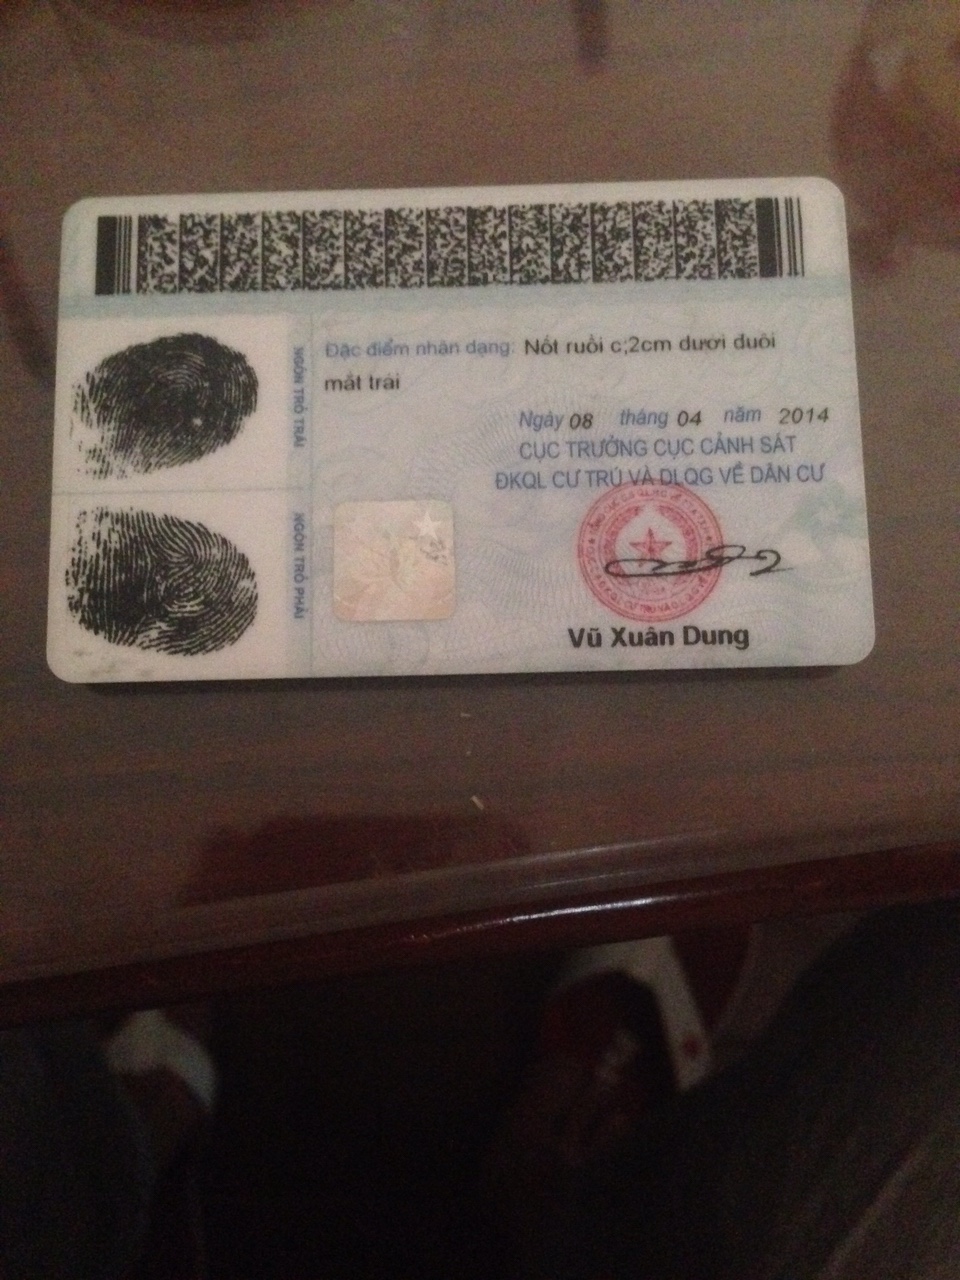 Đặc điểm nhân dạng: Nốt ruồi c;2cm dưới đuôi
mắt trái
Ngày 08 tháng 04 năm 2014
CỤC TRƯỞNG CỤC CẢNH SÁT
ĐKQL CƯ TRÚ VÀ DLQG VỀ DÂN CƯ
Vũ Xuân Dung
NGÓN TRỎ TRÁI
NGÓN TRỎ PHẢI